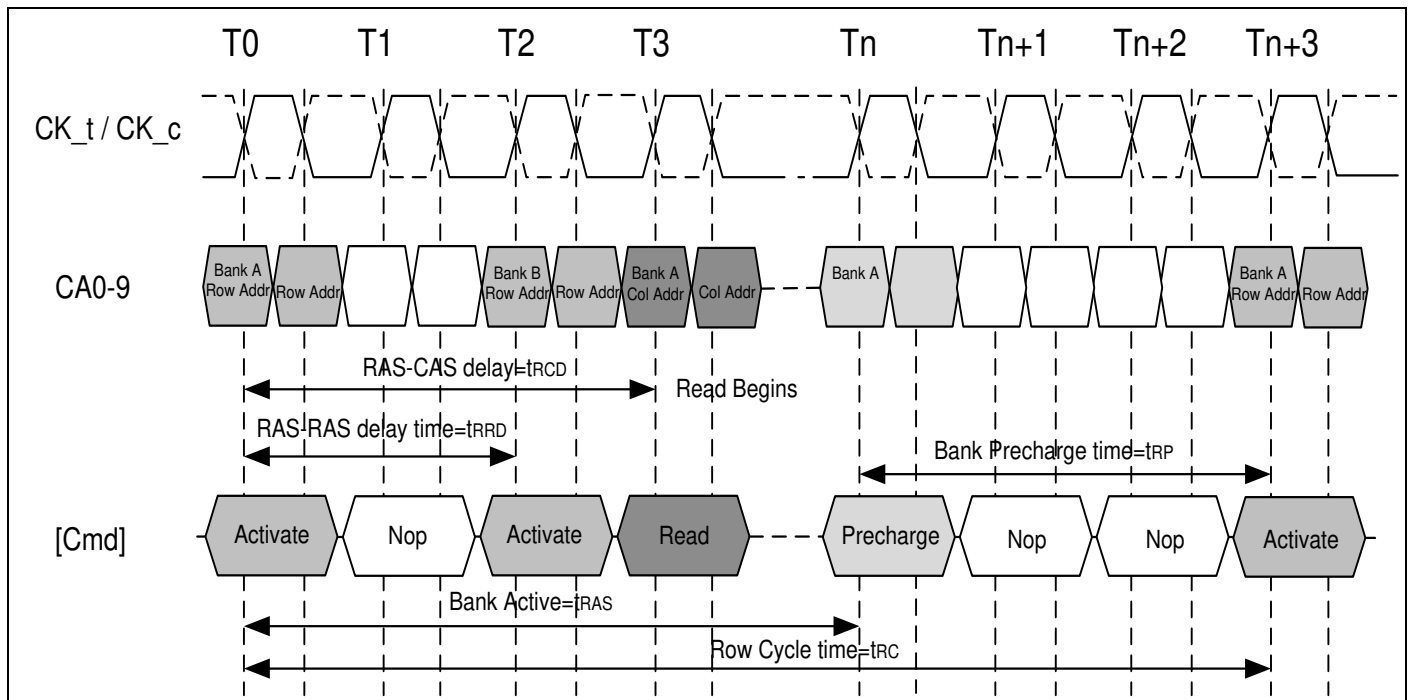 T0 T1 T2 T3 Tn Tn+1 Tn+2 Tn+3
CK_t / CK_c
CA0-9
Bank A
Row Addr
Row Addr
Bank B
Row Addr
Row Addr
Bank A
Col Addr
Col Addr
Bank A
Bank A
Row Addr
Row Addr
RAS-CAS delay=tRCD
Read Begins
RAS-RAS delay time=tRRD
Bank Precharge time=tRP
[Cmd]
Activate Nop Activate Read Precharge Nop Nop Activate
Bank Active=tRAS
Row Cycle time=tRC